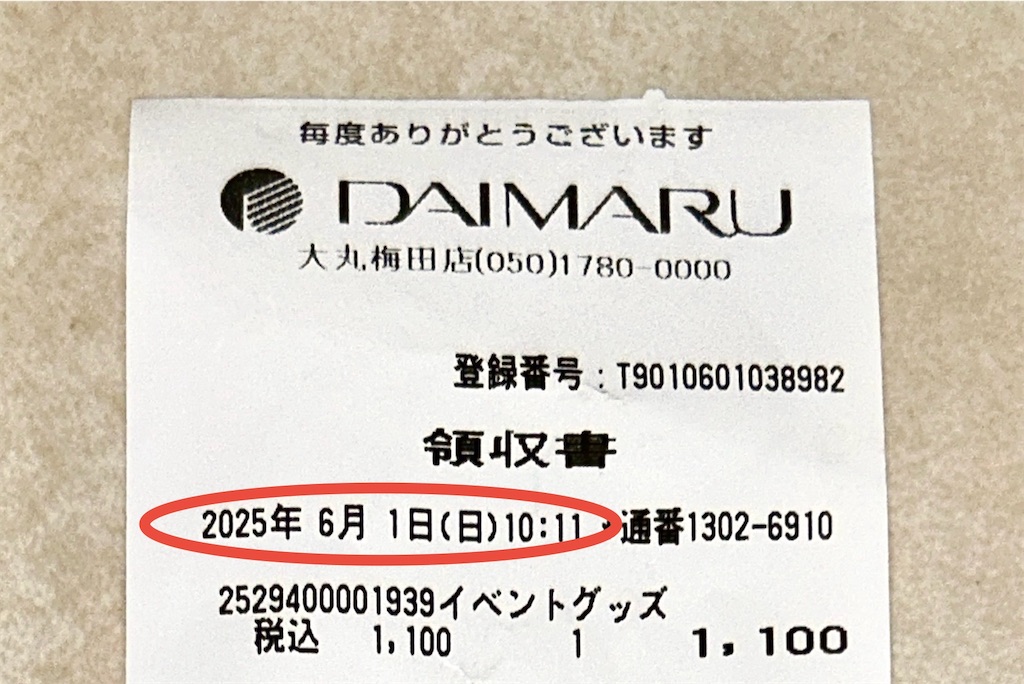 毎度ありがとうございます
DAIMARU
大丸梅田店(050)1780-0000
登録番号:T9010601038982
領収書
2025年 6月 1日(日)10:11 通番1302-6910
2529400001939イベントグッズ
税込 1,100 1 1,100